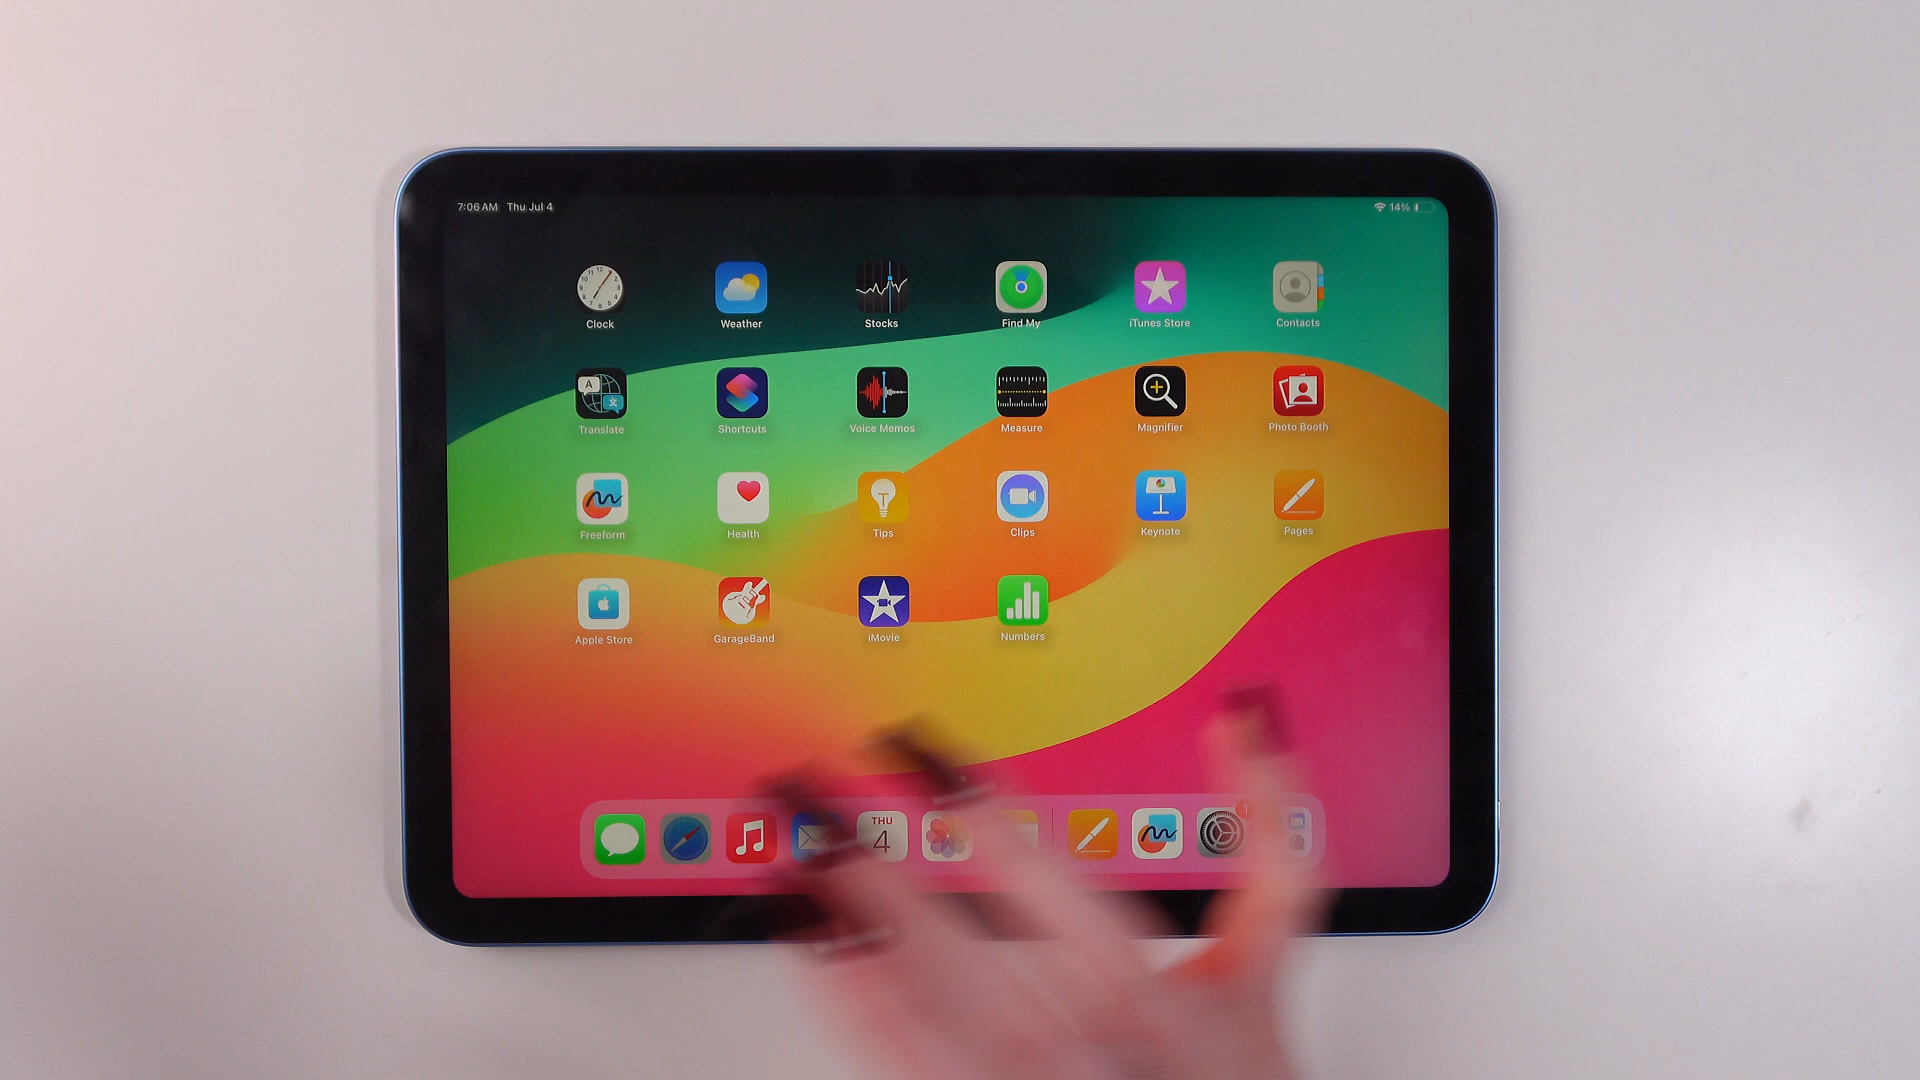 7:06 AM Thu Jul 4
14%
Clock Weather Stocks Find My iTunes Store Contacts
Translate Shortcuts Voice Memos Measure Magnifier Photo Booth
Freeform Health Tips Clips Keynote Pages
Apple Store GarageBand iMovie Numbers
THU
4
1